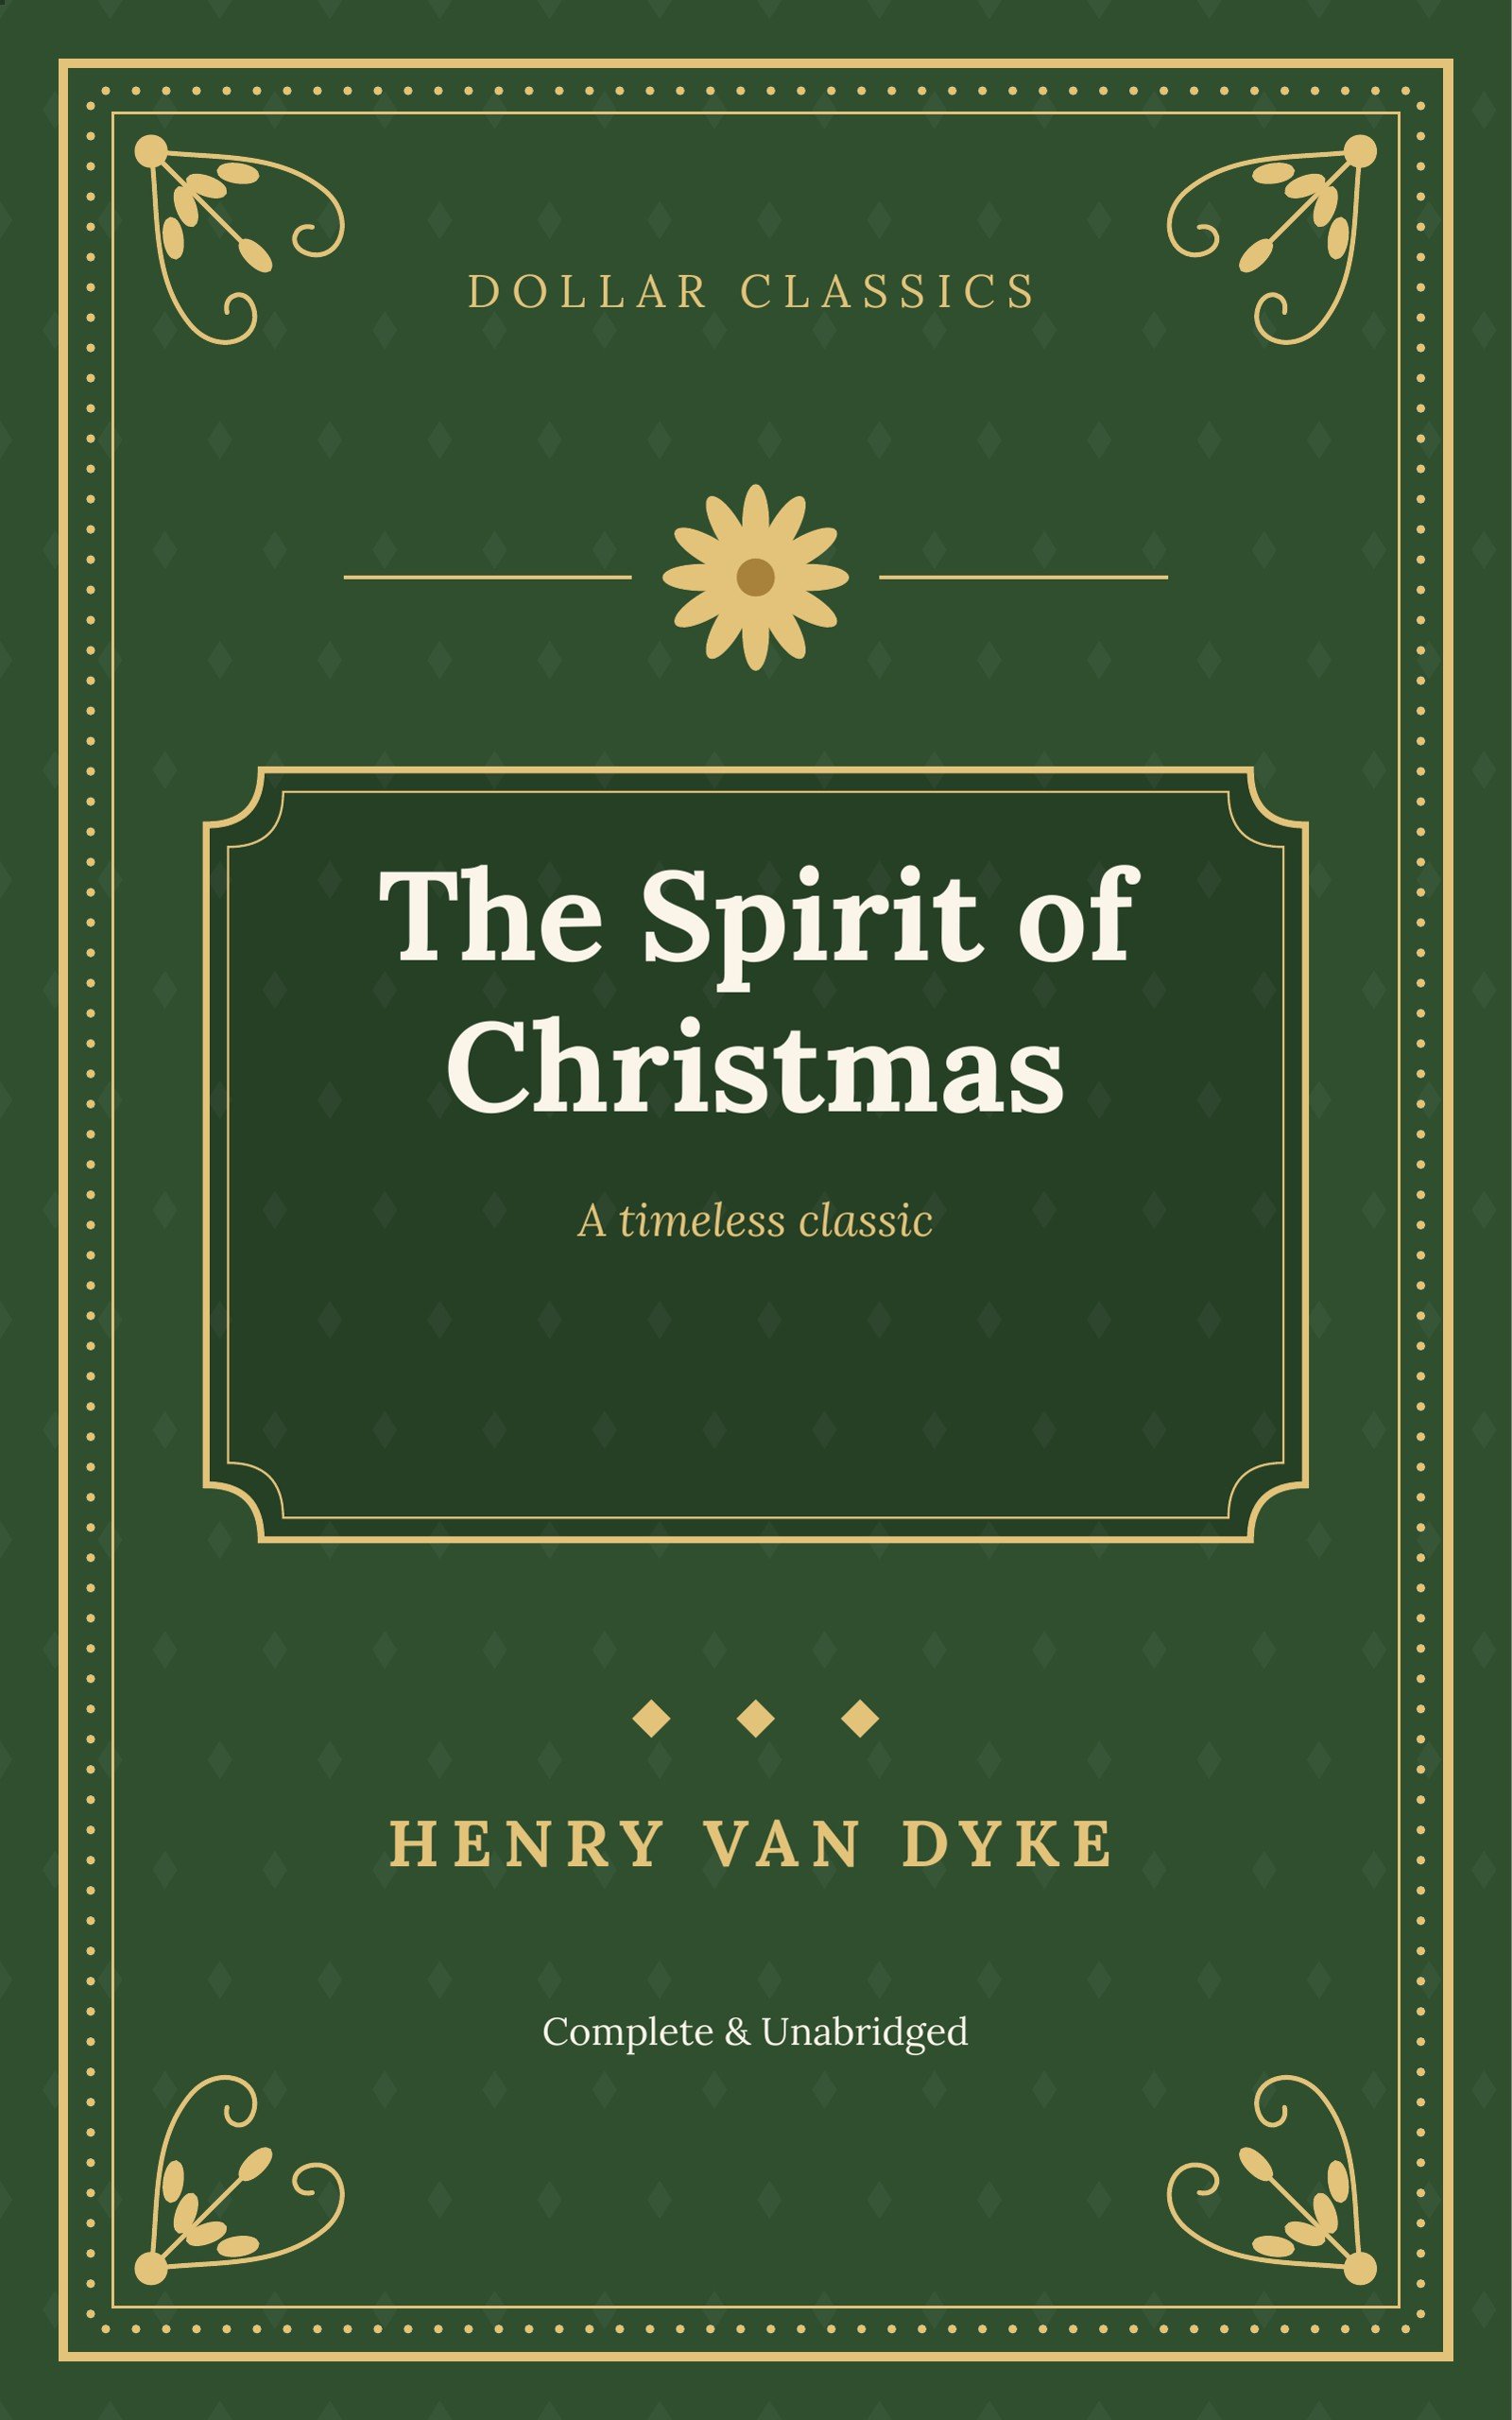 DOLLAR CLASSICS
The Spirit of
Christmas
A timeless classic
HENRY VAN DYKE
Complete & Unabridged